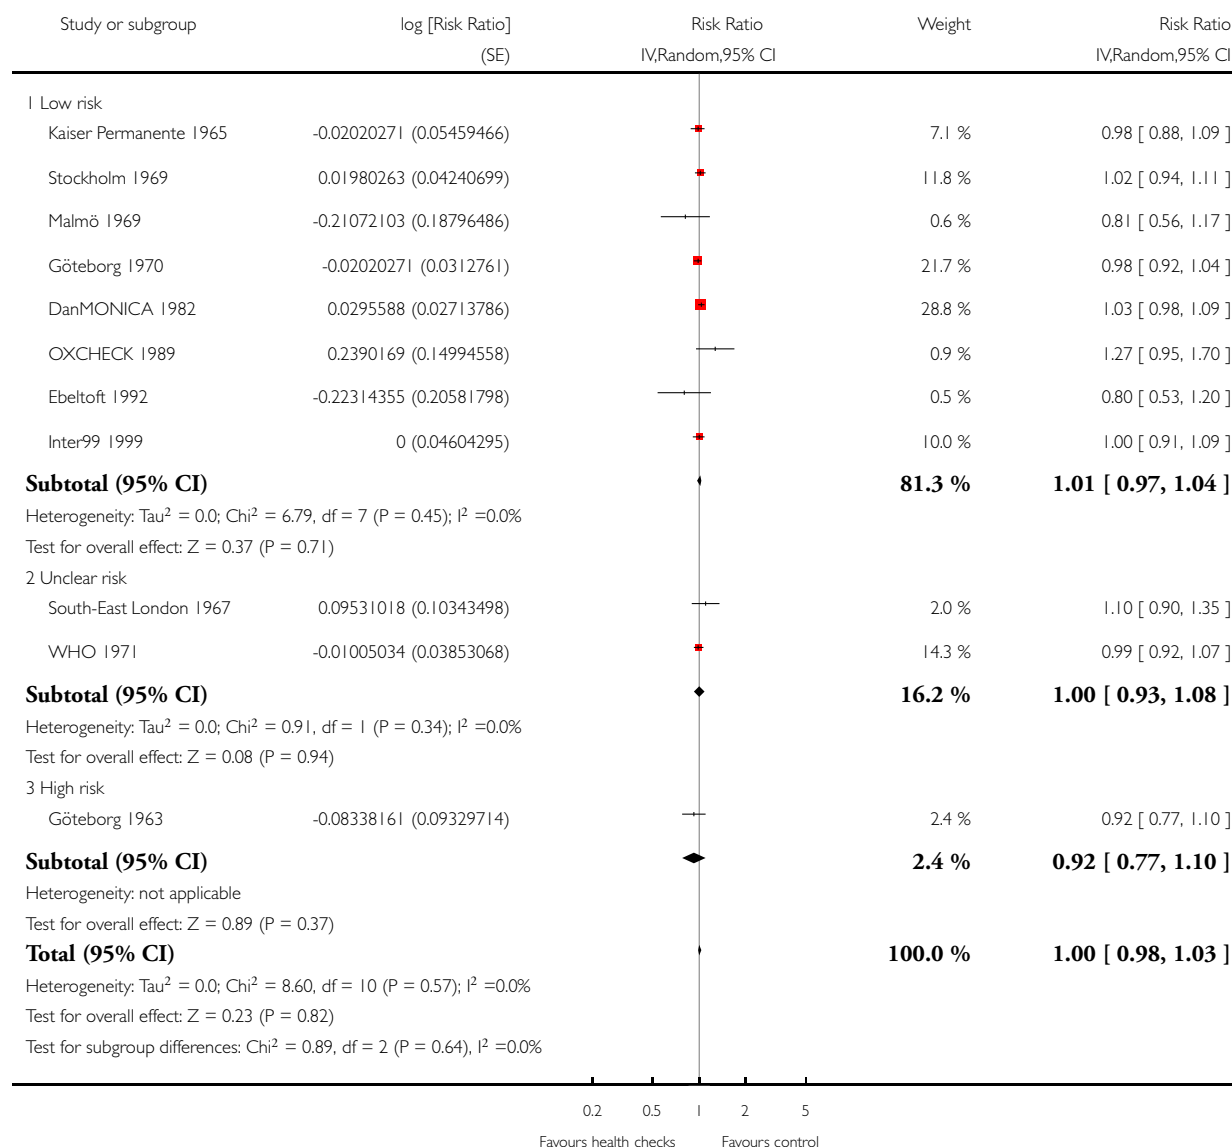 Study or subgroup log [Risk Ratio] Risk Ratio Weight Risk Ratio
(SE) IV,Random,95% CI IV,Random,95% CI
1 Low risk
Kaiser Permanente 1965 -0.02020271 (0.05459466) 7.1 % 0.98 [ 0.88, 1.09 ]
Stockholm 1969 0.01980263 (0.04240699) 11.8 % 1.02 [ 0.94, 1.11 ]
Malmö 1969 -0.21072103 (0.18796486) 0.6 % 0.81 [ 0.56, 1.17 ]
Göteborg 1970 -0.02020271 (0.0312761) 21.7 % 0.98 [ 0.92, 1.04 ]
DanMONICA 1982 0.0295588 (0.02713786) 28.8 % 1.03 [ 0.98, 1.09 ]
OXCHECK 1989 0.2390169 (0.14994558) 0.9 % 1.27 [ 0.95, 1.70 ]
Ebeltoft 1992 -0.22314355 (0.20581798) 0.5 % 0.80 [ 0.53, 1.20 ]
Inter99 1999 0 (0.04604295) 10.0 % 1.00 [ 0.91, 1.09 ]
Subtotal (95% CI) 81.3 % 1.01 [ 0.97, 1.04 ]
Heterogeneity: Tau² = 0.0; Chi² = 6.79, df = 7 (P = 0.45); I² =0.0%
Test for overall effect: Z = 0.37 (P = 0.71)
2 Unclear risk
South-East London 1967 0.09531018 (0.10343498) 2.0 % 1.10 [ 0.90, 1.35 ]
WHO 1971 -0.01005034 (0.03853068) 14.3 % 0.99 [ 0.92, 1.07 ]
Subtotal (95% CI) 16.2 % 1.00 [ 0.93, 1.08 ]
Heterogeneity: Tau² = 0.0; Chi² = 0.91, df = 1 (P = 0.34); I² =0.0%
Test for overall effect: Z = 0.08 (P = 0.94)
3 High risk
Göteborg 1963 -0.08338161 (0.09329714) 2.4 % 0.92 [ 0.77, 1.10 ]
Subtotal (95% CI) 2.4 % 0.92 [ 0.77, 1.10 ]
Heterogeneity: not applicable
Test for overall effect: Z = 0.89 (P = 0.37)
Total (95% CI) 100.0 % 1.00 [ 0.98, 1.03 ]
Heterogeneity: Tau² = 0.0; Chi² = 8.60, df = 10 (P = 0.57); I² =0.0%
Test for overall effect: Z = 0.23 (P = 0.82)
Test for subgroup differences: Chi² = 0.89, df = 2 (P = 0.64), I² =0.0%
0.2 0.5 1 2 5
Favours health checks Favours control